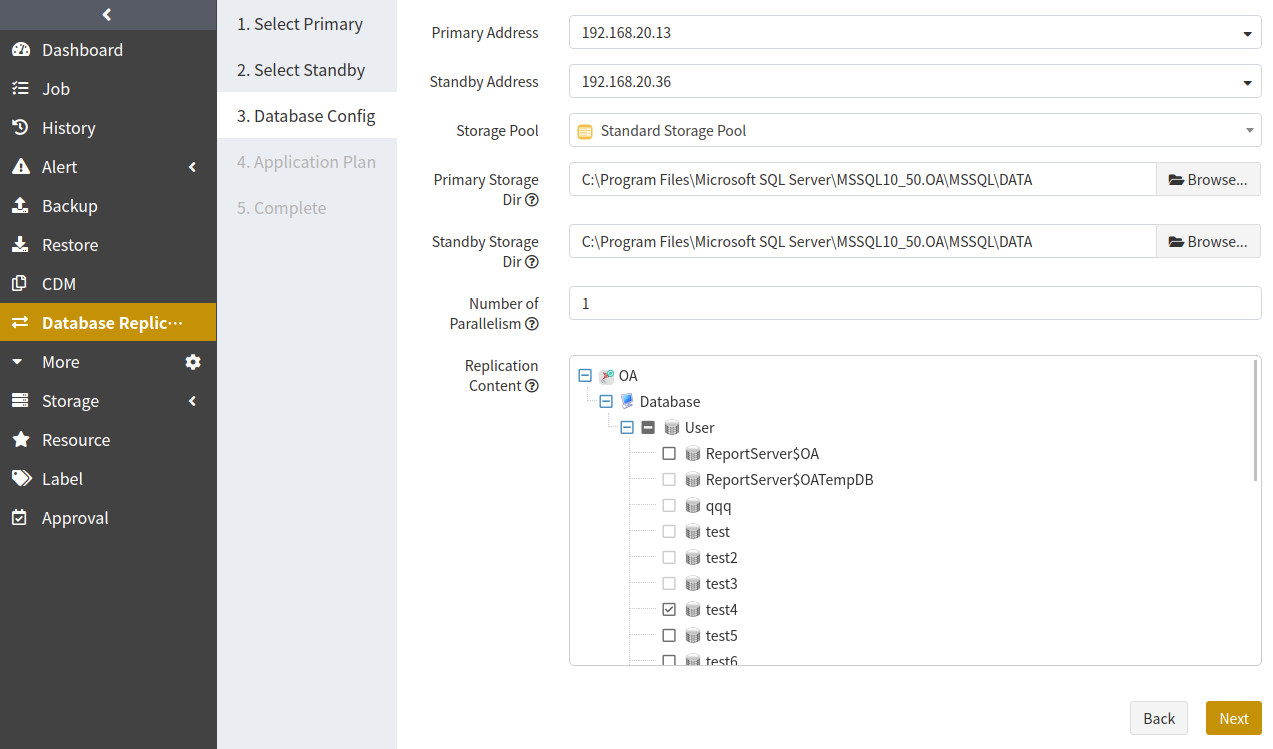 Dashboard
Job
History
Alert
Backup
Restore
CDM
Database Replic···
More
Storage
Resource
Label
Approval
1. Select Primary
2. Select Standby
3. Database Config
4. Application Plan
5. Complete
Primary Address
192.168.20.13
Standby Address
192.168.20.36
Storage Pool
Standard Storage Pool
Primary Storage
Dir
C:\Program Files\Microsoft SQL Server\MSSQL10_50.OA\MSSQL\DATA
Browse...
Standby Storage
Dir
C:\Program Files\Microsoft SQL Server\MSSQL10_50.OA\MSSQL\DATA
Browse...
Number of
Parallelism
1
Replication
Content
OA
Database
User
ReportServer$OA
ReportServer$OATempDB
qqq
test
test2
test3
test4
test5
test6
Back
Next